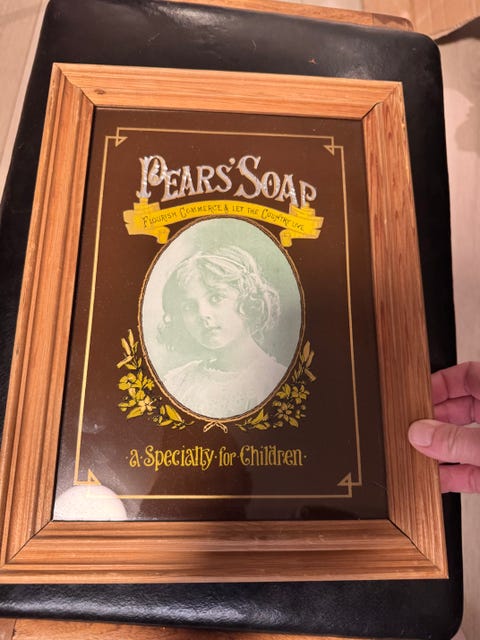 PEARS' SOAP
FLOURISH COMMERCE & LET THE COUNTRY LIVE
a Specialty for Children